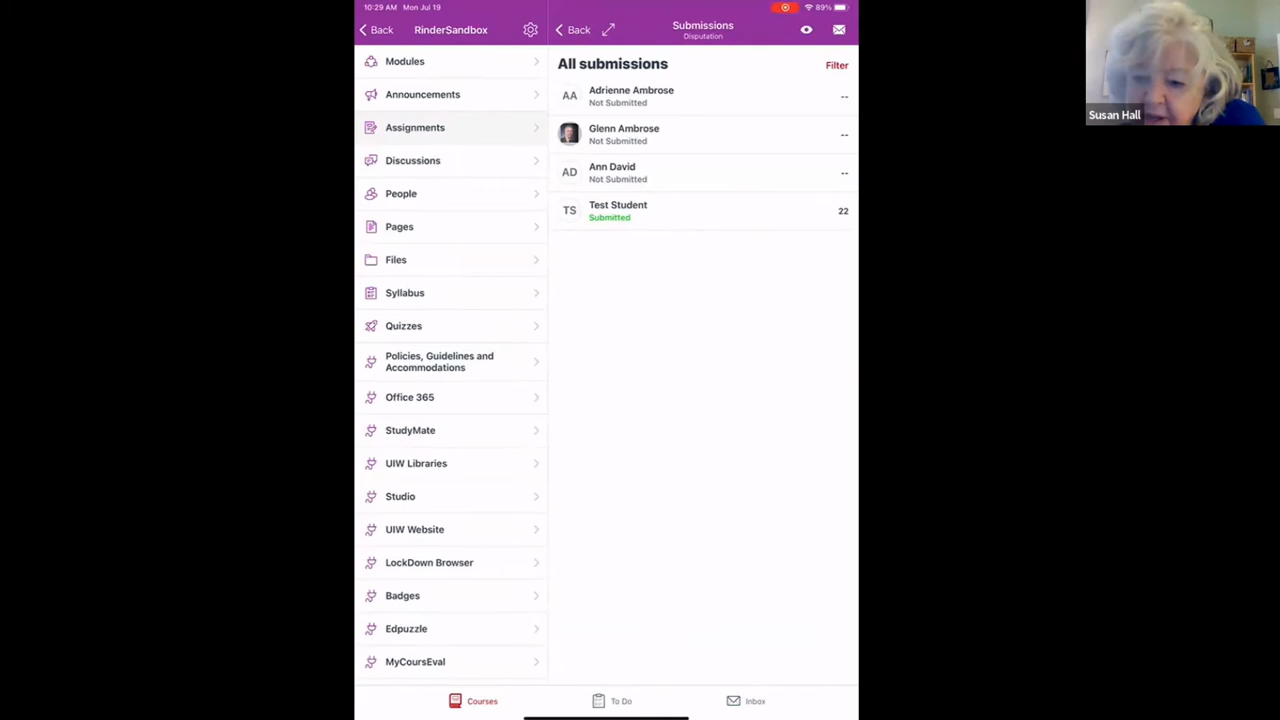 10:29 AM Mon Jul 19
89%
Back
RinderSandbox
Back
Submissions
Disputation
Modules
Announcements
Assignments
Discussions
People
Pages
Files
Syllabus
Quizzes
Policies, Guidelines and
Accommodations
Office 365
StudyMate
UIW Libraries
Studio
UIW Website
LockDown Browser
Badges
Edpuzzle
MyCoursEval
All submissions
Filter
AA
Adrienne Ambrose
Not Submitted
--
Glenn Ambrose
Not Submitted
--
AD
Ann David
Not Submitted
--
TS
Test Student
Submitted
22
Courses
To Do
Inbox
Susan Hall